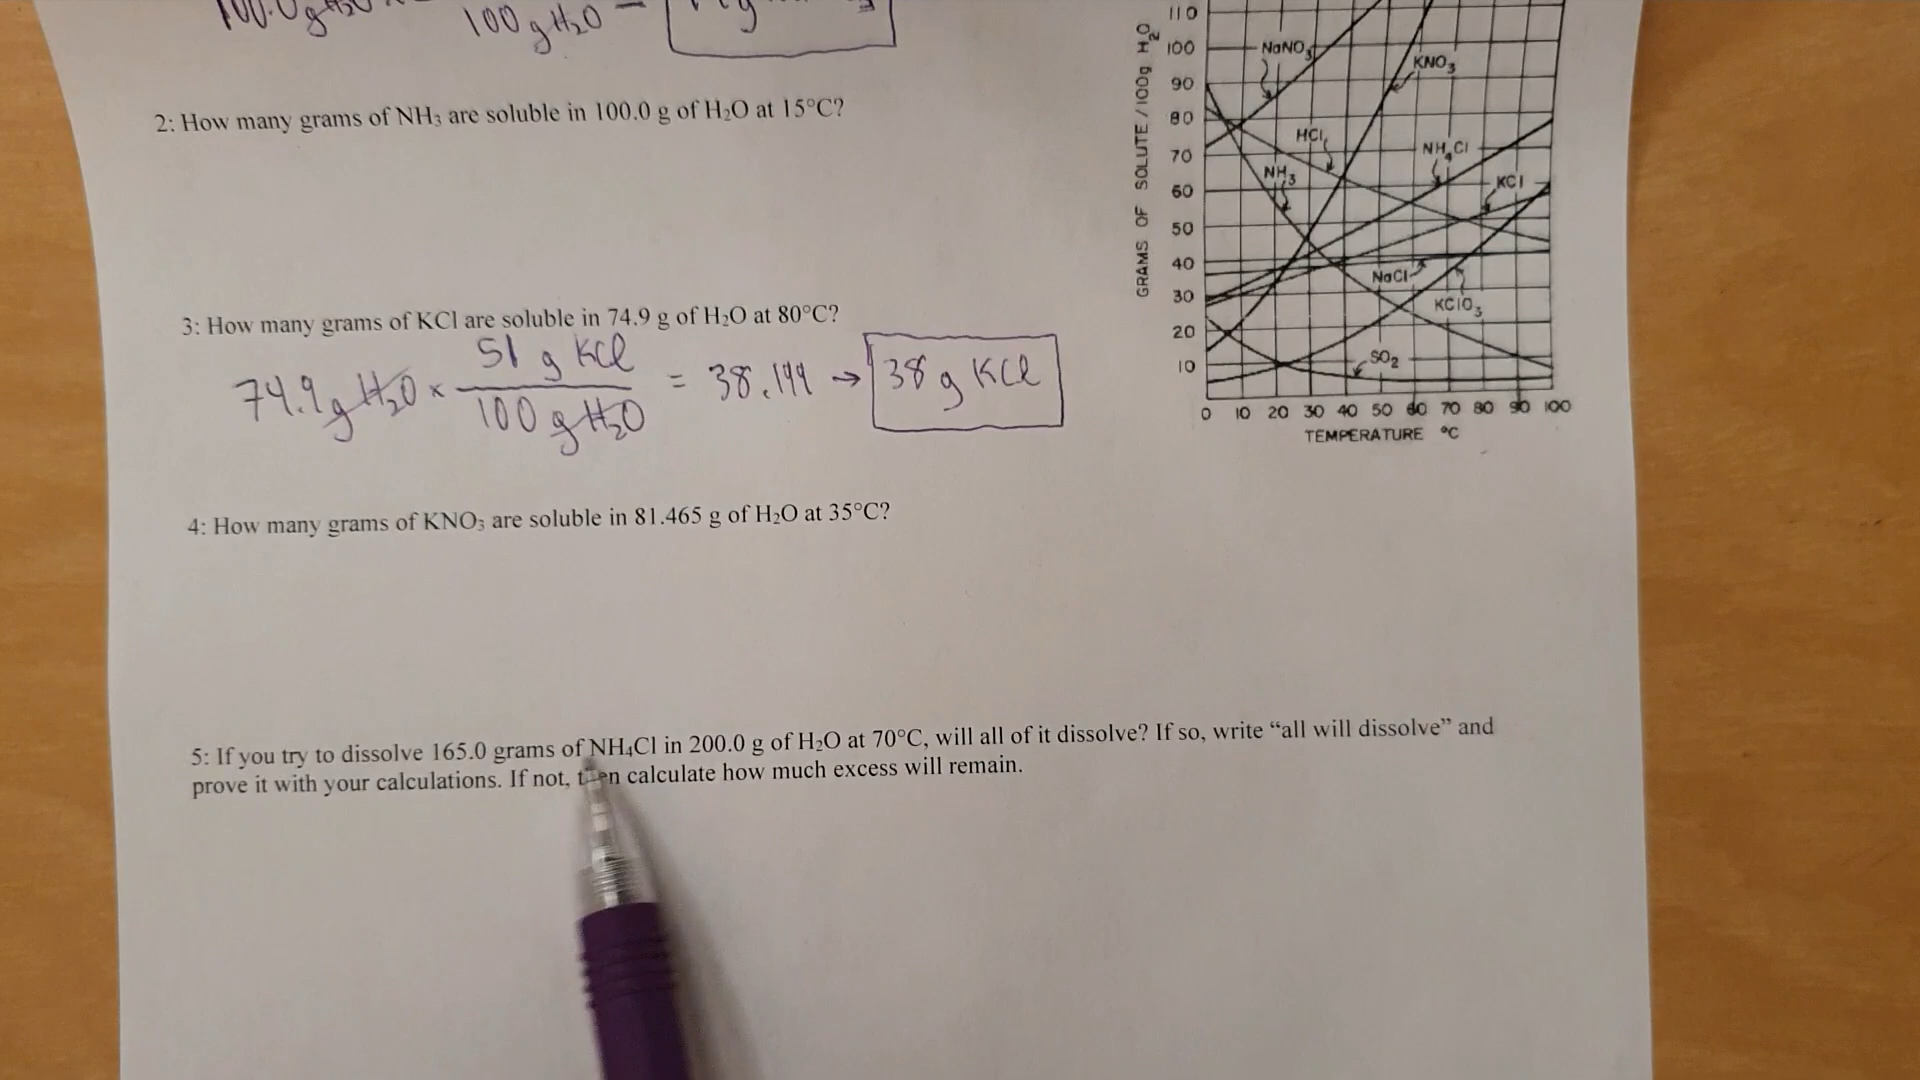 100 g H₂O
2: How many grams of NH₃ are soluble in 100.0 g of H₂O at 15°C?
3: How many grams of KCl are soluble in 74.9 g of H₂O at 80°C?
74.9 g H₂O × 51 g KCl / 100 g H₂O = 38.199 → 38 g KCl
4: How many grams of KNO₃ are soluble in 81.465 g of H₂O at 35°C?
5: If you try to dissolve 165.0 grams of NH₄Cl in 200.0 g of H₂O at 70°C, will all of it dissolve? If so, write “all will dissolve” and
prove it with your calculations. If not, then calculate how much excess will remain.
GRAMS OF SOLUTE / 100g H₂O
110
100
90
80
70
60
50
40
30
20
10
NaNO₃
KNO₃
HCl
NH₄Cl
NH₃
KCl
NaCl
KClO₃
SO₂
0 10 20 30 40 50 60 70 80 90 100
TEMPERATURE °C